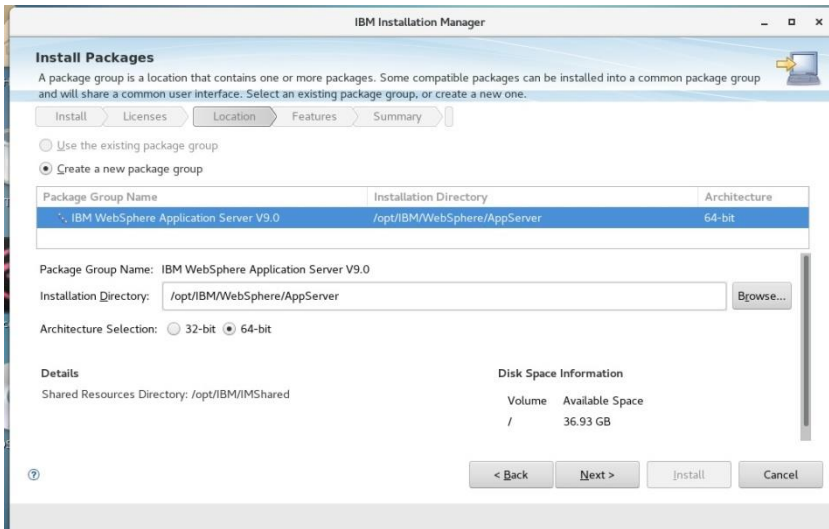 IBM Installation Manager
Install Packages
A package group is a location that contains one or more packages. Some compatible packages can be installed into a common package group
and will share a common user interface. Select an existing package group, or create a new one.
Install Licenses Location Features Summary
Use the existing package group
Create a new package group
Package Group Name Installation Directory Architecture
IBM WebSphere Application Server V9.0 /opt/IBM/WebSphere/AppServer 64-bit
Package Group Name: IBM WebSphere Application Server V9.0
Installation Directory: /opt/IBM/WebSphere/AppServer Browse...
Architecture Selection: 32-bit 64-bit
Details Disk Space Information
Shared Resources Directory: /opt/IBM/IMShared
Volume Available Space
/ 36.93 GB
? < Back Next > Install Cancel